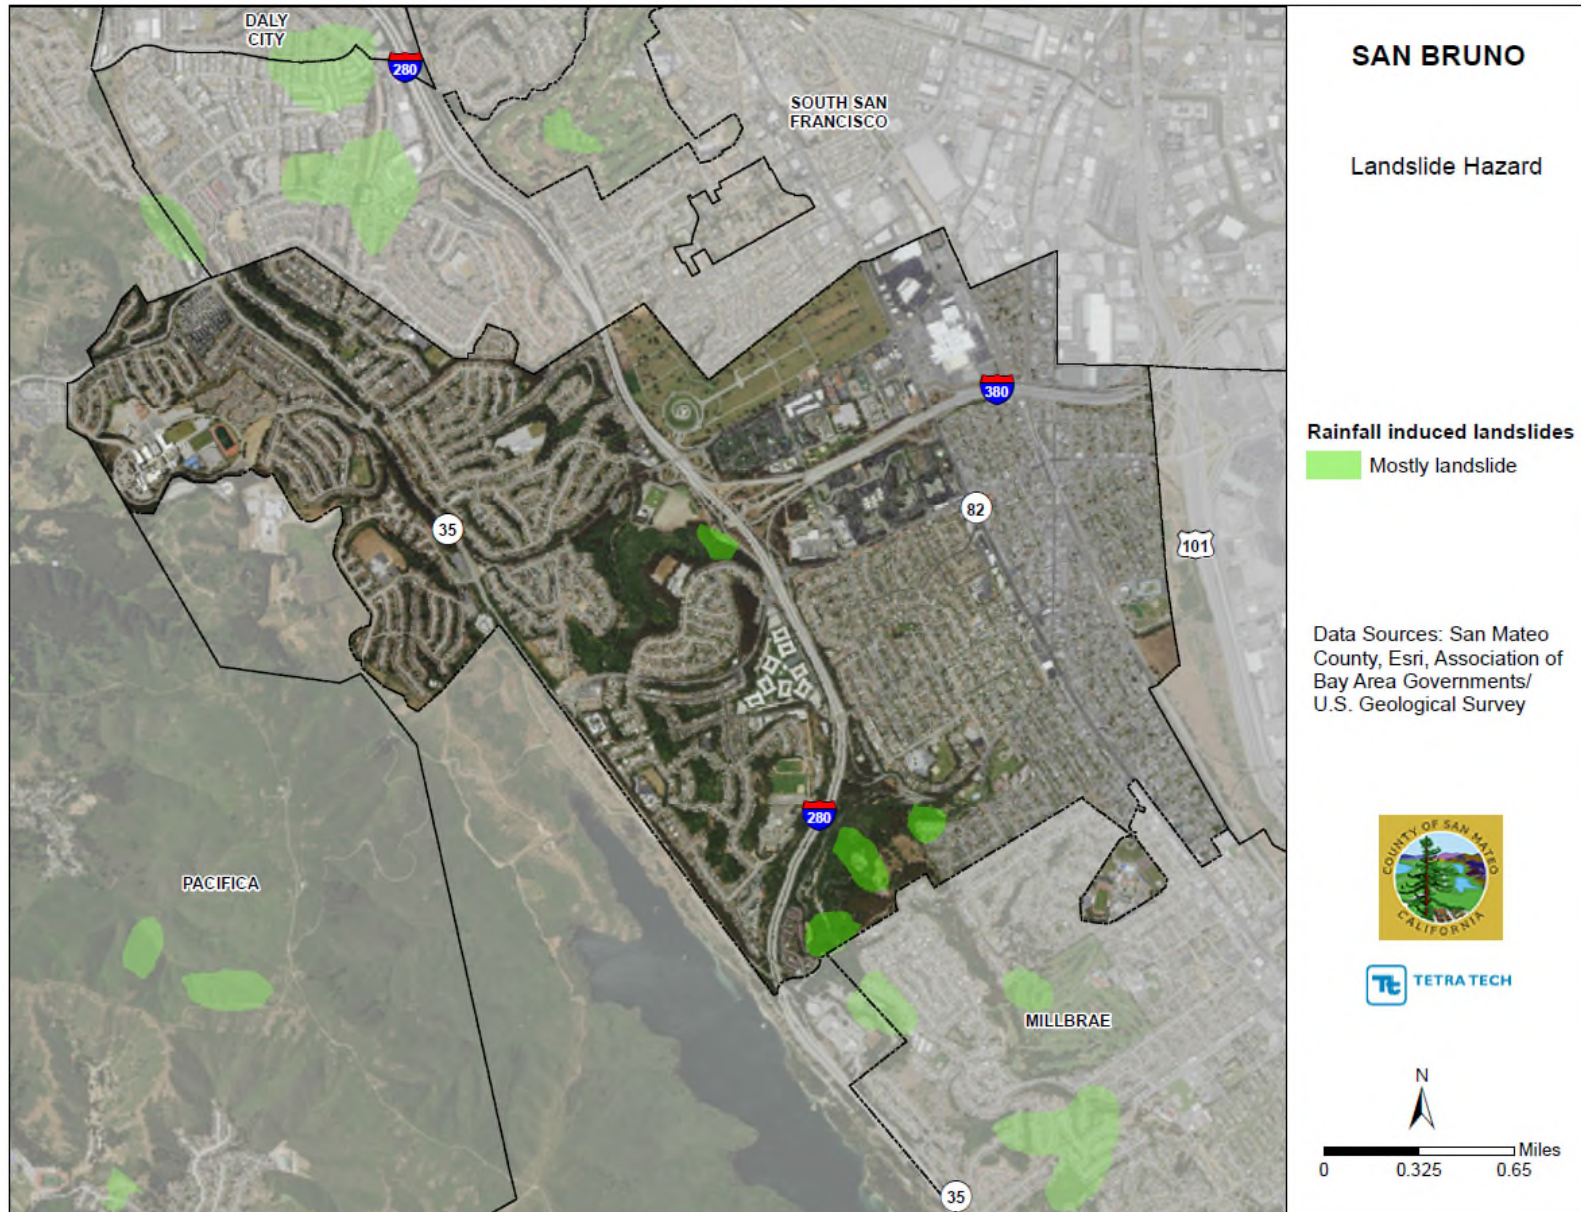 SAN BRUNO
Landslide Hazard
Rainfall induced landslides
Mostly landslide
Data Sources: San Mateo
County, Esri, Association of
Bay Area Governments/
U.S. Geological Survey
COUNTY OF SAN MATEO
CALIFORNIA
Tt TETRA TECH
N
Miles
0 0.325 0.65
DALY
CITY
280
SOUTH SAN
FRANCISCO
380
35
82
101
280
PACIFICA
MILLBRAE
35